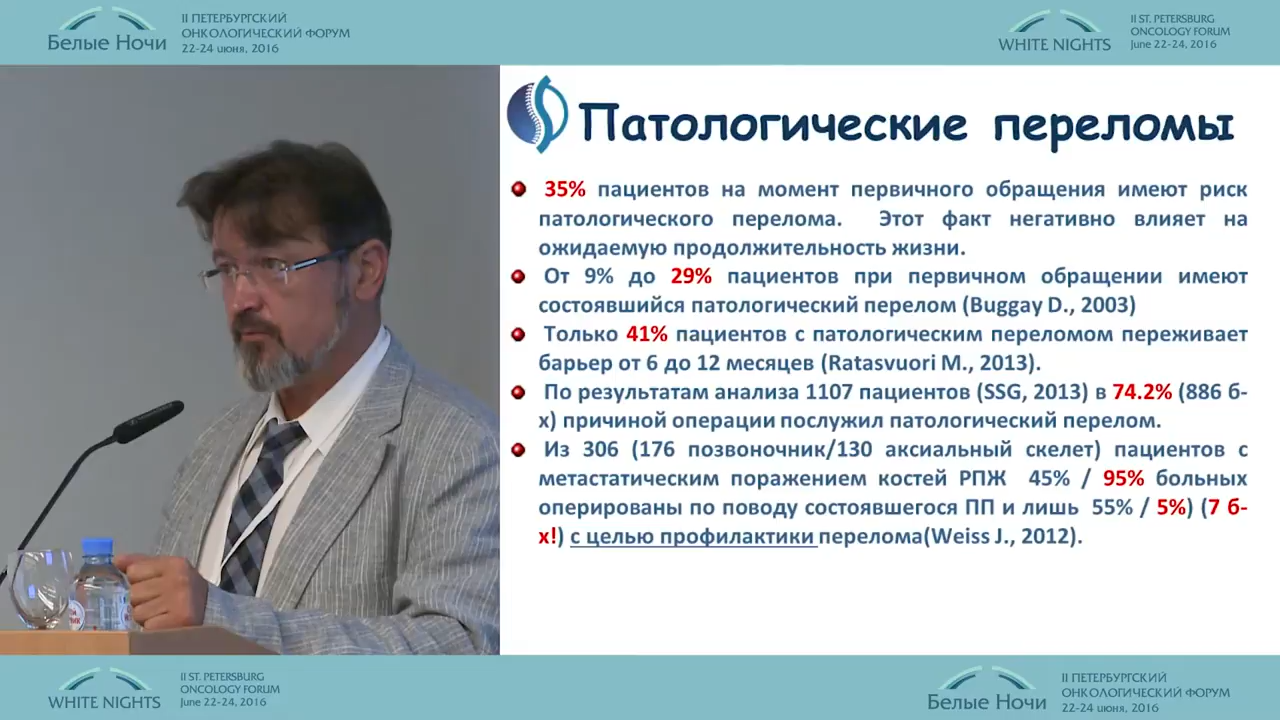 Белые Ночи
II ПЕТЕРБУРГСКИЙ
ОНКОЛОГИЧЕСКИЙ ФОРУМ
22-24 июня, 2016
WHITE NIGHTS
II ST. PETERSBURG
ONCOLOGY FORUM
June 22-24, 2016
Патологические переломы
35% пациентов на момент первичного обращения имеют риск
патологического перелома. Этот факт негативно влияет на
ожидаемую продолжительность жизни.
От 9% до 29% пациентов при первичном обращении имеют
состоявшийся патологический перелом (Buggay D., 2003)
Только 41% пациентов с патологическим переломом переживает
барьер от 6 до 12 месяцев (Ratasvuori M., 2013).
По результатам анализа 1107 пациентов (SSG, 2013) в 74.2% (886 б-
х) причиной операции послужил патологический перелом.
Из 306 (176 позвоночник/130 аксиальный скелет) пациентов с
метастатическим поражением костей РПЖ 45% / 95% больных
оперированы по поводу состоявшегося ПП и лишь 55% / 5%) (7 б-
х!) с целью профилактики перелома(Weiss J., 2012).
WHITE NIGHTS
II ST. PETERSBURG
ONCOLOGY FORUM
June 22-24, 2016
Белые Ночи
II ПЕТЕРБУРГСКИЙ
ОНКОЛОГИЧЕСКИЙ ФОРУМ
22-24 июня, 2016